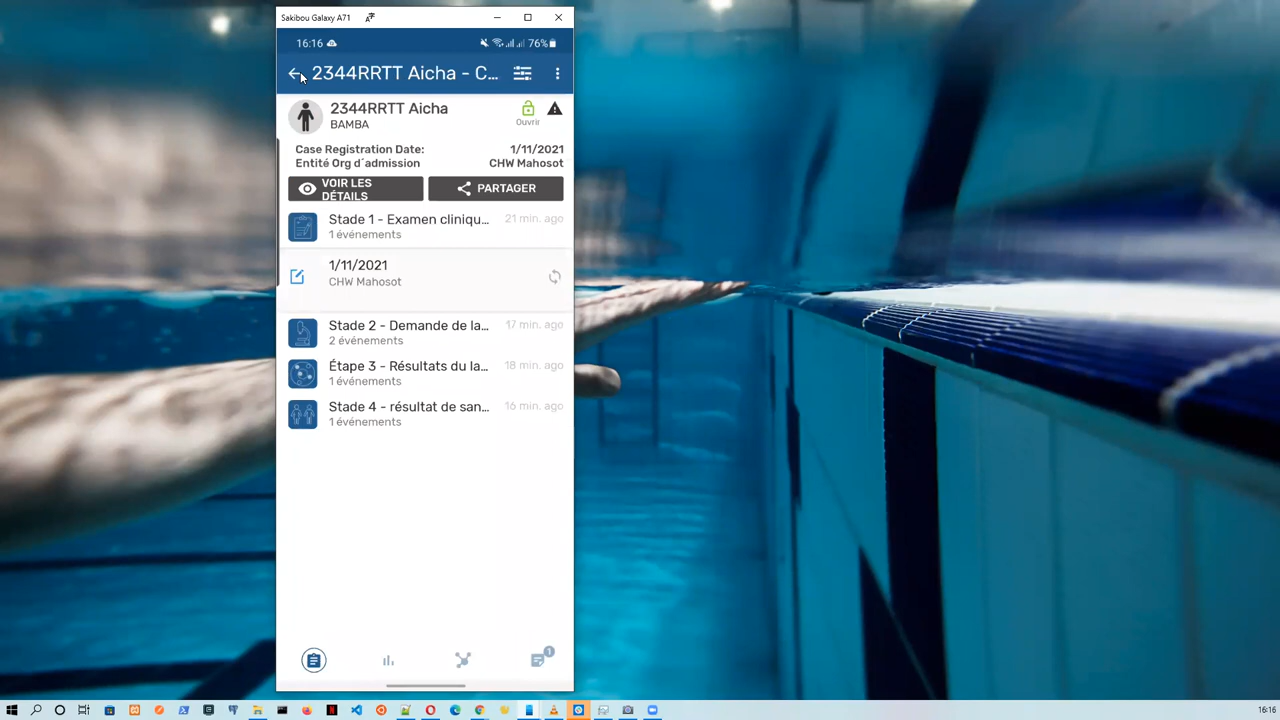 Sakibou Galaxy A71
16:16
76%
2344RRTT Aicha - C...
2344RRTT Aicha
BAMBA
Ouvrir
Case Registration Date:
1/11/2021
Entité Org d´admission
CHW Mahosot
VOIR LES
DÉTAILS
PARTAGER
Stade 1 - Examen cliniqu...
21 min. ago
1 événements
1/11/2021
CHW Mahosot
Stade 2 - Demande de la...
17 min. ago
2 événements
Étape 3 - Résultats du la...
18 min. ago
1 événements
Stade 4 - résultat de san...
16 min. ago
1 événements
1
16:16